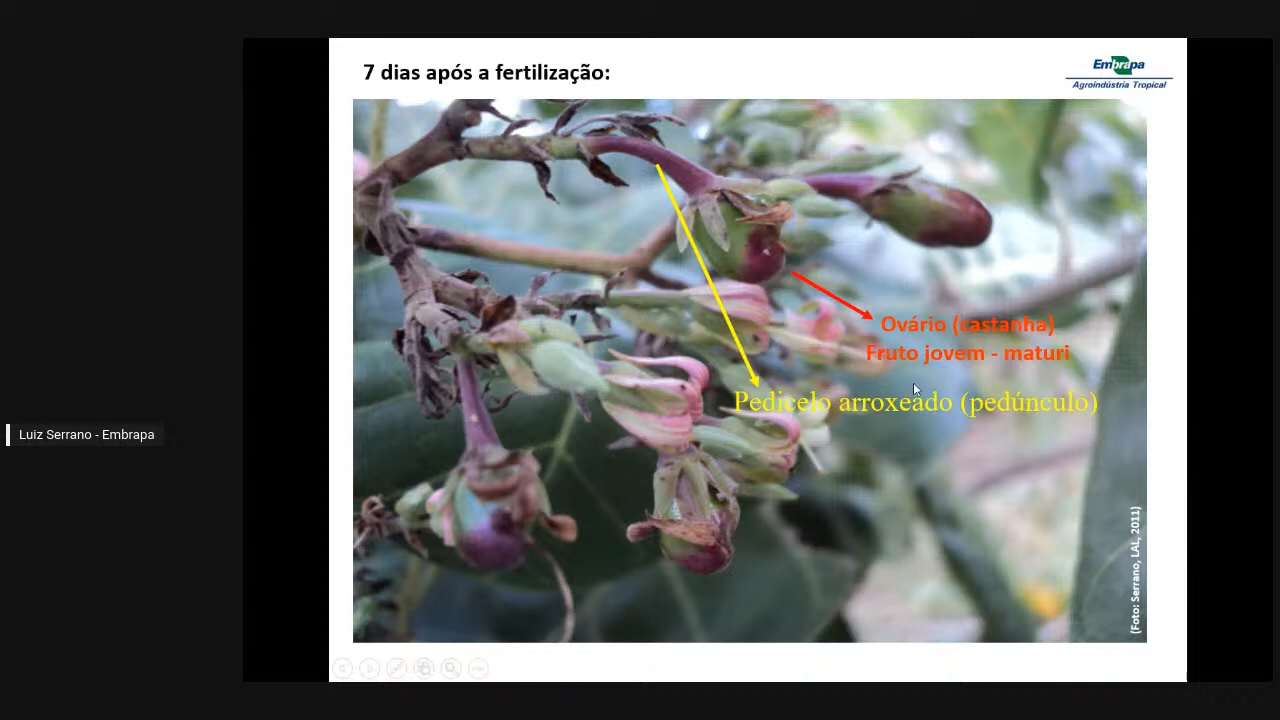 7 dias após a fertilização:
Embrapa
Agroindústria Tropical
Ovário (castanha)
Fruto jovem - maturi
Pedicelo arroxeado (pedúnculo)
Luiz Serrano - Embrapa
(Foto: Serrano, LAL, 2011)